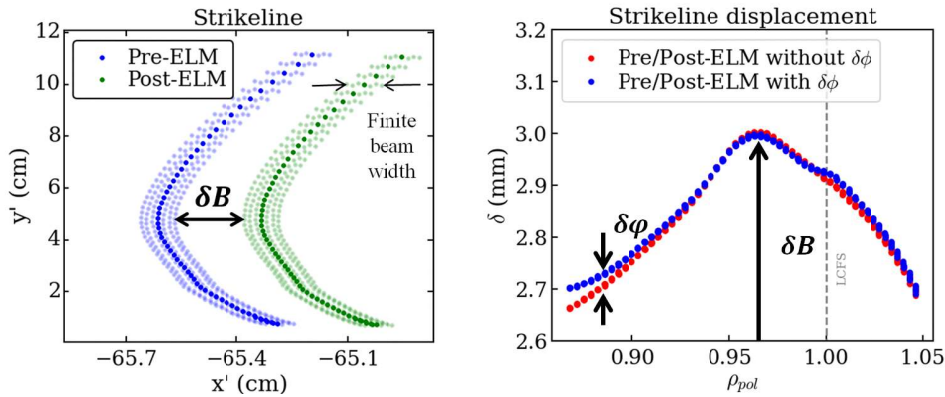 Strikeline
12
10
8
6
4
2
y' (cm)
Pre-ELM
Post-ELM
Finite
beam
width
δB
−65.7
−65.4
−65.1
x' (cm)
Strikeline displacement
3.2
3.1
3.0
2.9
2.8
2.7
2.6
δ (mm)
Pre/Post-ELM without δϕ
Pre/Post-ELM with δϕ
δφ
δB
LCFS
0.90
0.95
1.00
1.05
ρpol